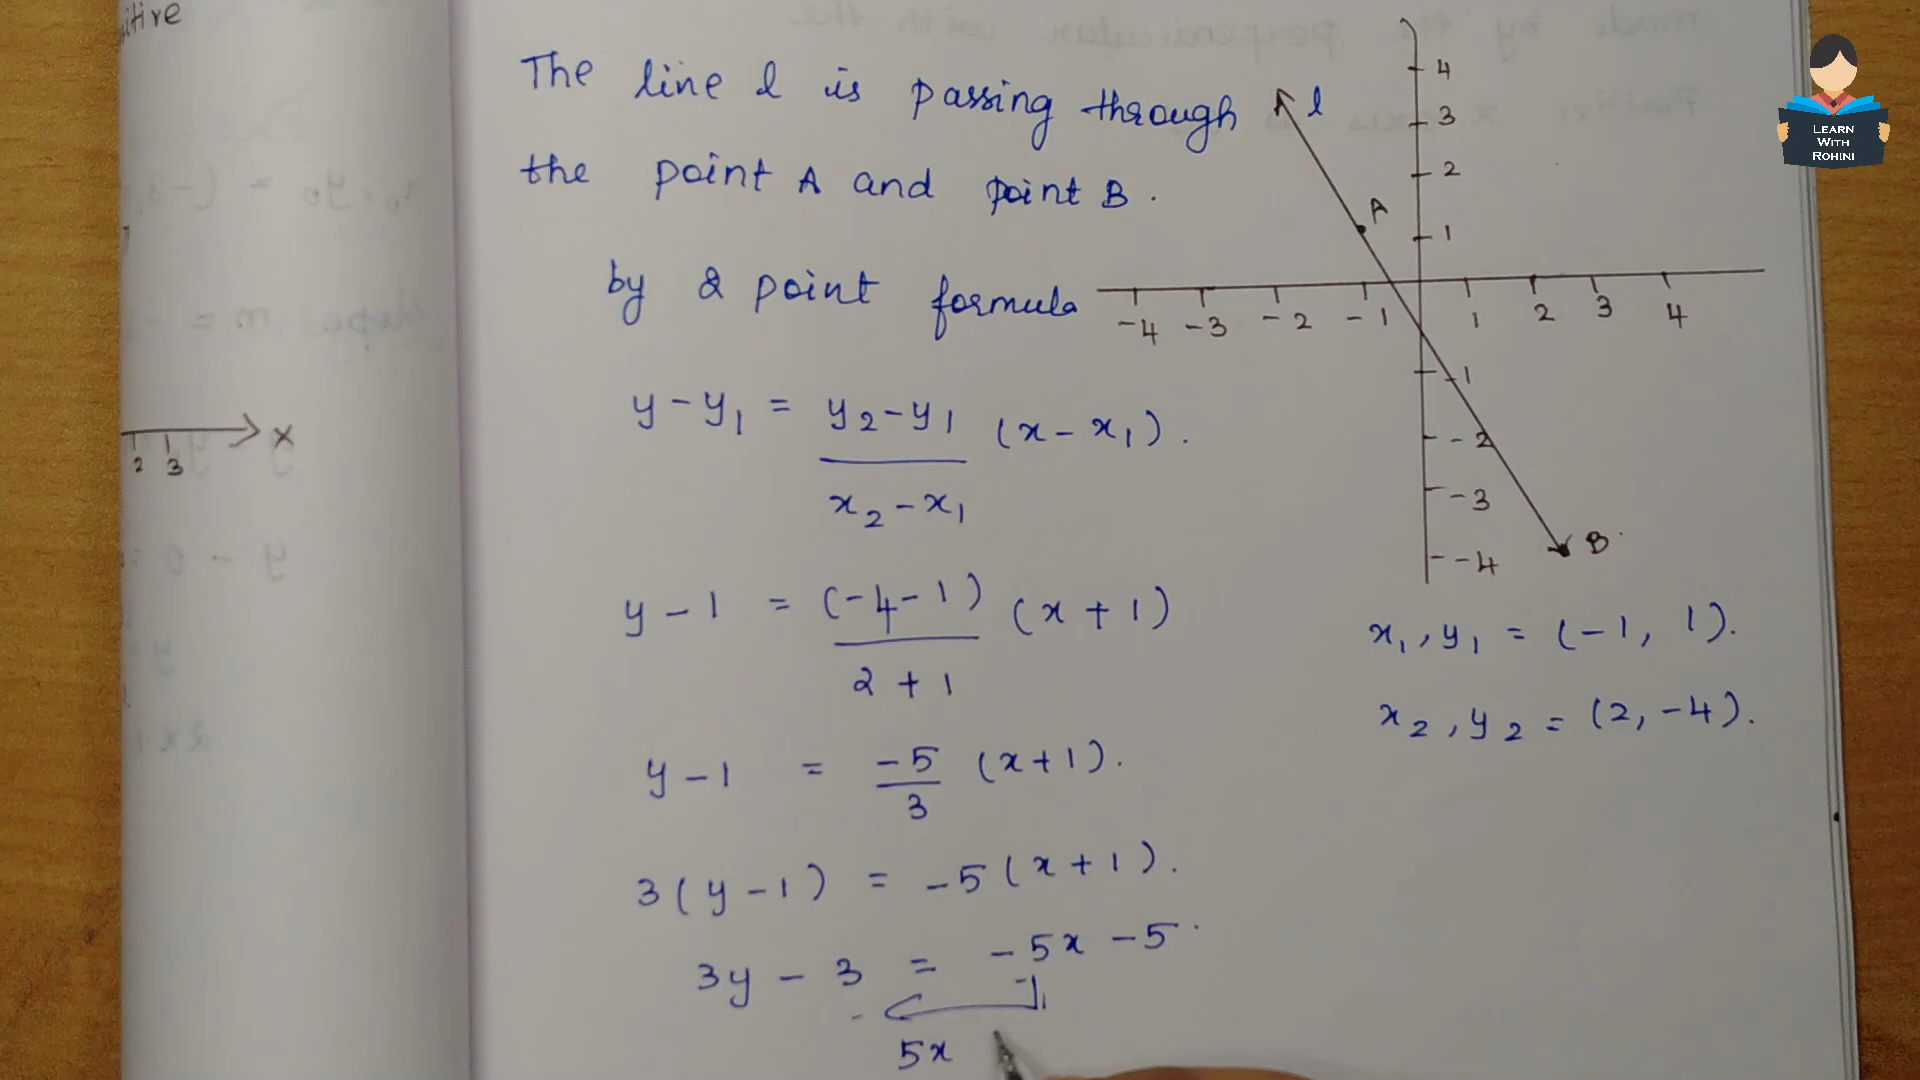 The line l is passing through
the point A and point B.
by 2 point formula
y - y₁ = y₂ - y₁ (x - x₁).
x₂ - x₁
y - 1 = (-4 - 1) (x + 1)
2 + 1
y - 1 = -5 (x + 1).
3
3(y - 1) = -5(x + 1).
3y - 3 = -5x - 5.
5x
4
l
3
2
A
1
-4 -3 -2 -1 1 2 3 4
-1
-2
-3
B
-4
x₁, y₁ = (-1, 1).
x₂, y₂ = (2, -4).
LEARN
WITH
ROHINI
x
2 3